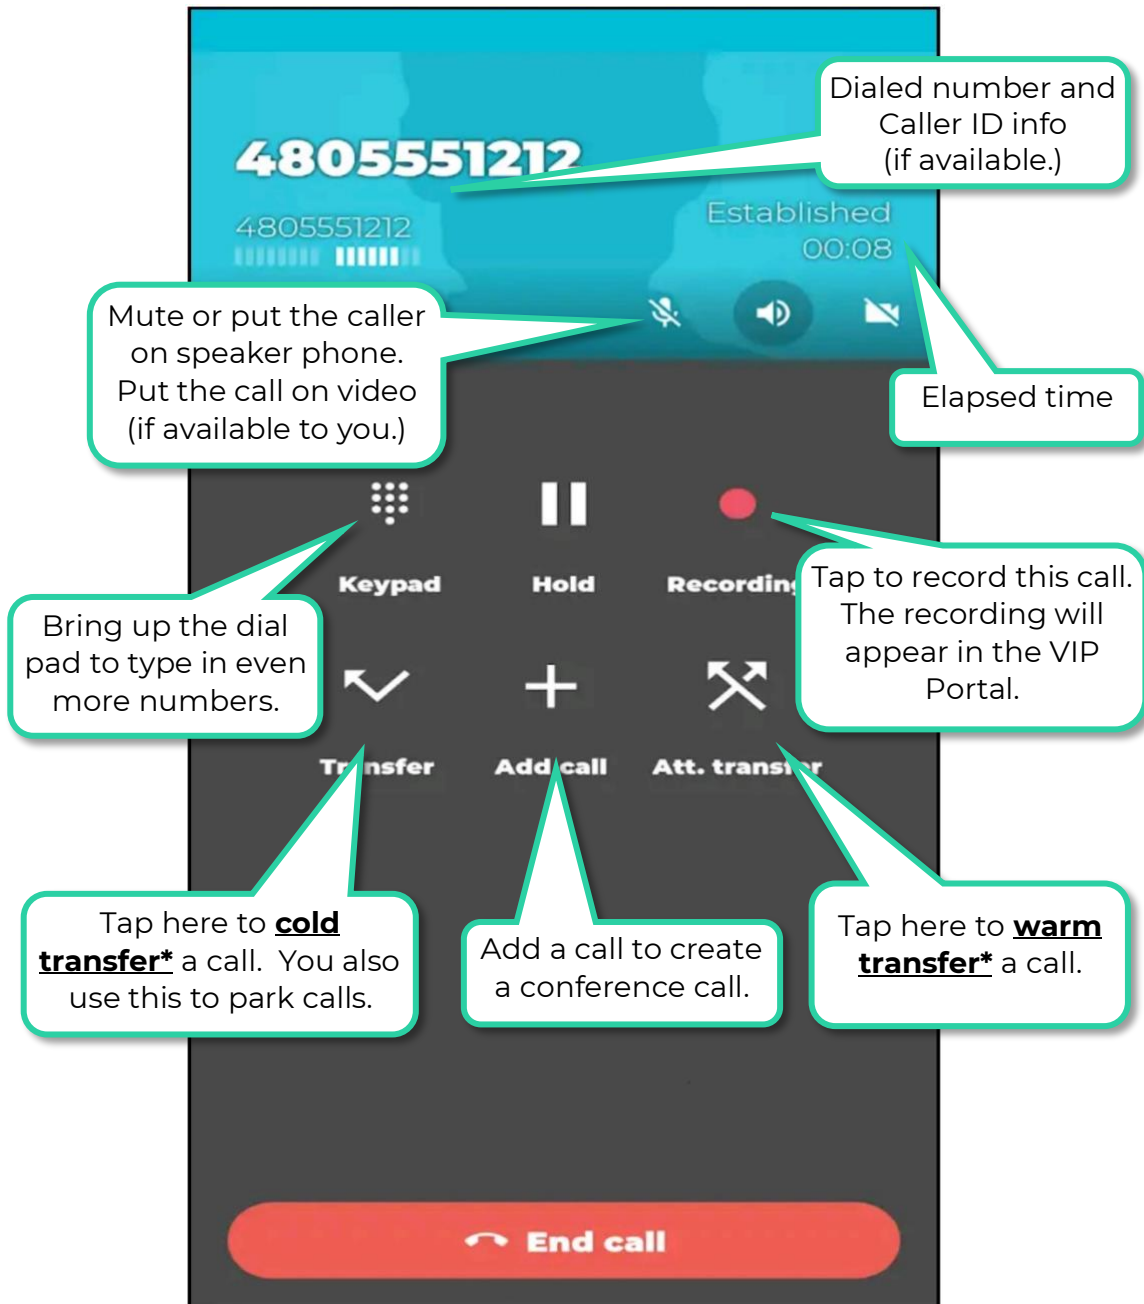 Dialed number and
Caller ID info
(if available.)
4805551212
4805551212
Established
00:08
Mute or put the caller
on speaker phone.
Put the call on video
(if available to you.)
Elapsed time
Keypad
Hold
Recording
Bring up the dial
pad to type in even
more numbers.
Tap to record this call.
The recording will
appear in the VIP
Portal.
Transfer
Add call
Att. transfer
Tap here to cold
transfer* a call. You also
use this to park calls.
Add a call to create
a conference call.
Tap here to warm
transfer* a call.
End call